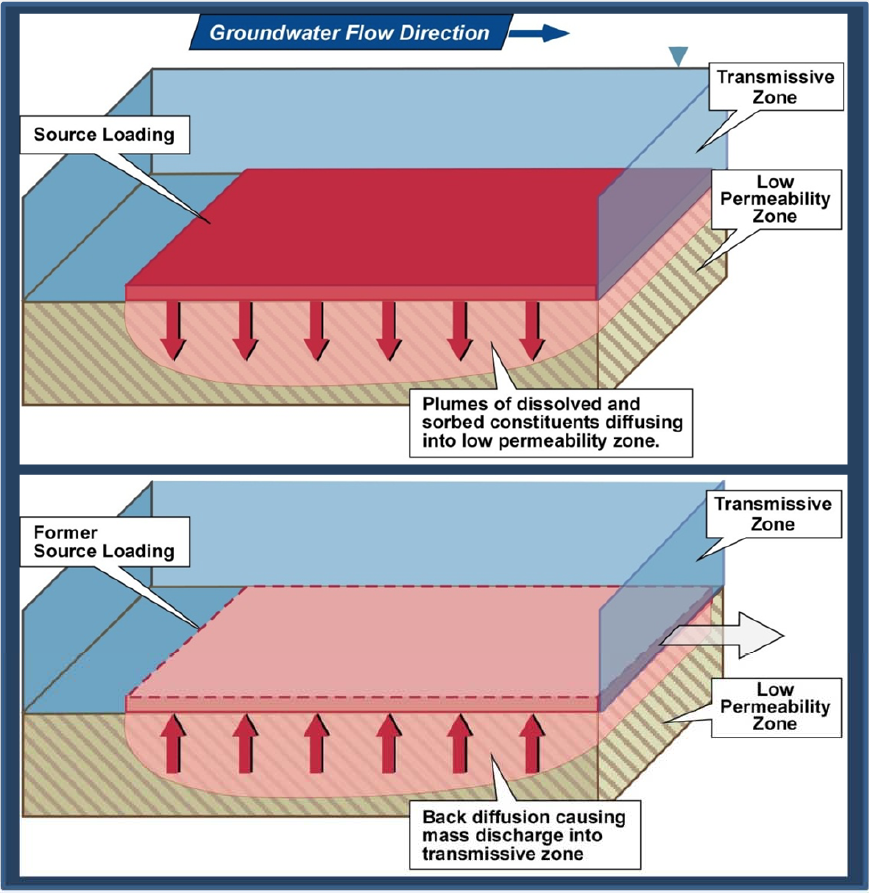 Groundwater Flow Direction
Transmissive
Zone
Source Loading
Low
Permeability
Zone
Plumes of dissolved and
sorbed constituents diffusing
into low permeability zone.
Transmissive
Zone
Former
Source Loading
Low
Permeability
Zone
Back diffusion causing
mass discharge into
transmissive zone